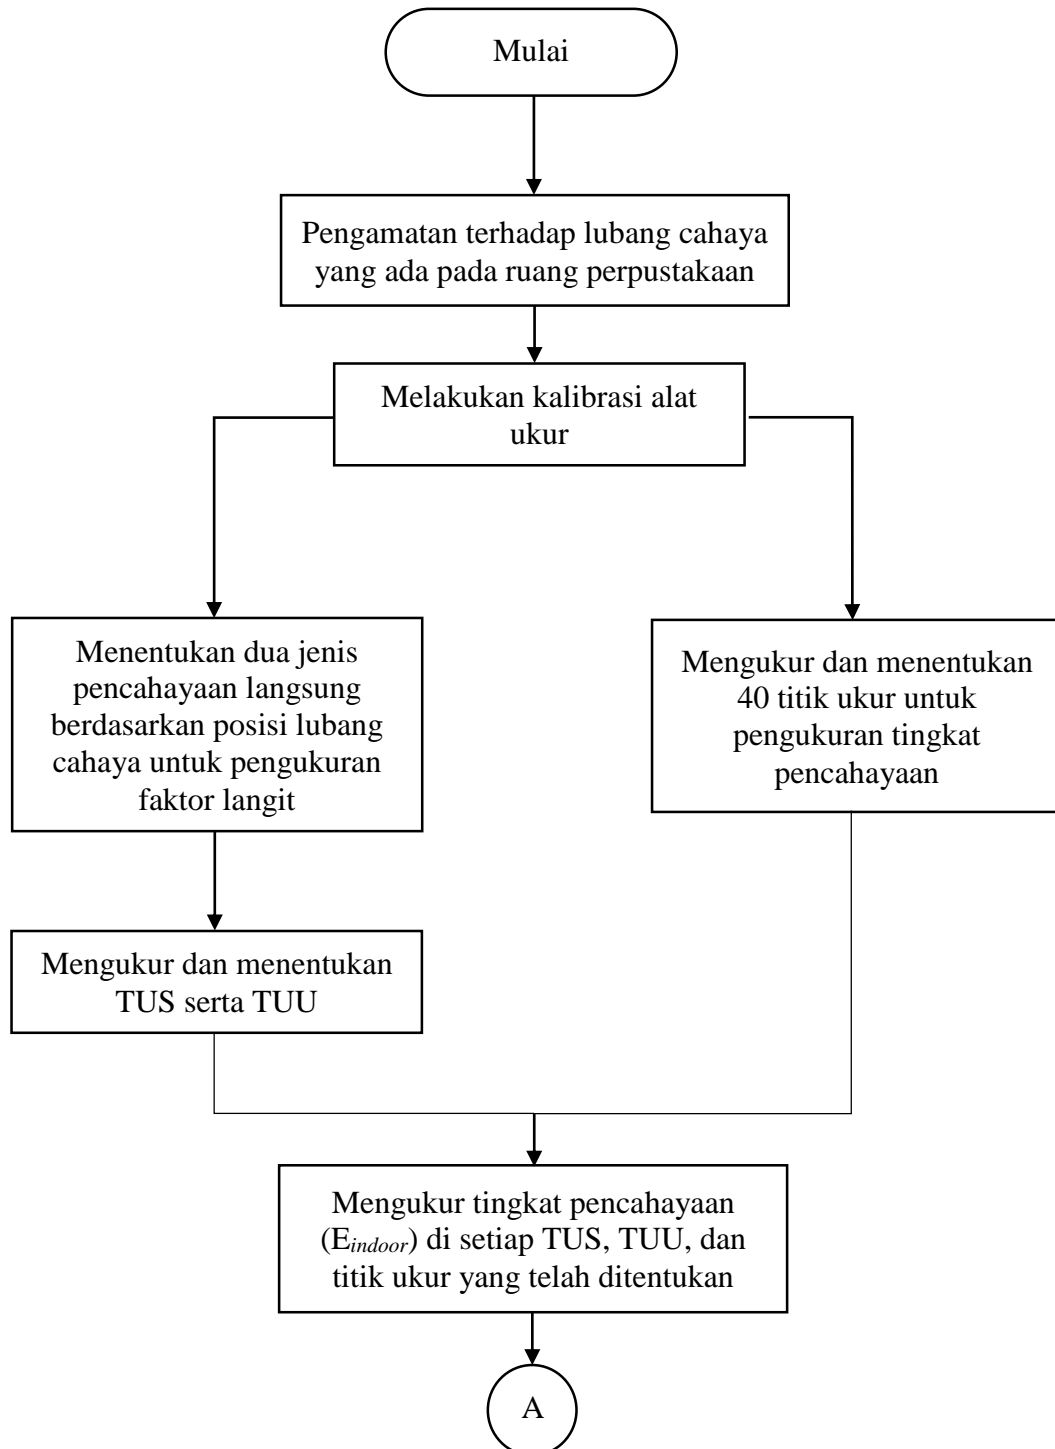 Mulai
Pengamatan terhadap lubang cahaya
yang ada pada ruang perpustakaan
Melakukan kalibrasi alat
ukur
Menentukan dua jenis
pencahayaan langsung
berdasarkan posisi lubang
cahaya untuk pengukuran
faktor langit
Mengukur dan menentukan
40 titik ukur untuk
pengukuran tingkat
pencahayaan
Mengukur dan menentukan
TUS serta TUU
Mengukur tingkat pencahayaan
(Eindoor) di setiap TUS, TUU, dan
titik ukur yang telah ditentukan
A